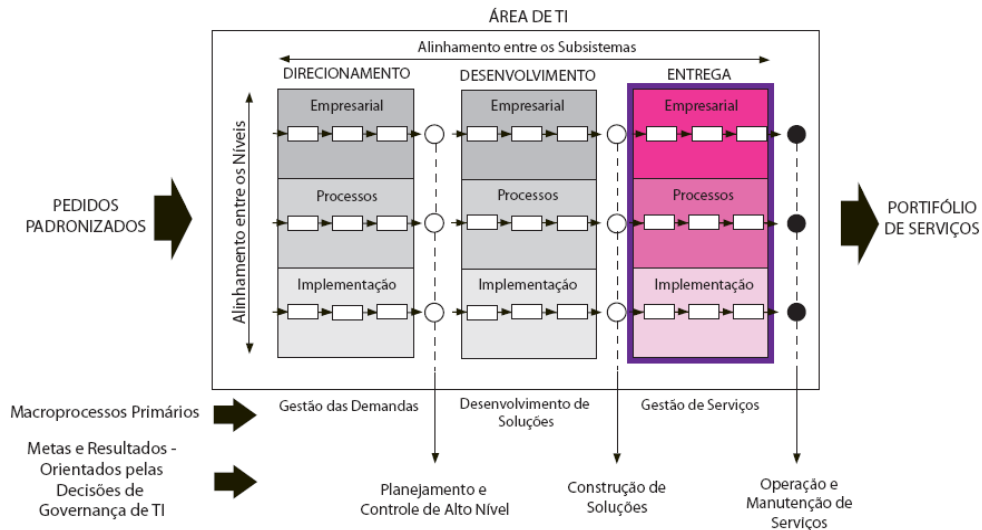 ÁREA DE TI
Alinhamento entre os Subsistemas
DIRECIONAMENTO
DESENVOLVIMENTO
ENTREGA
Alinhamento entre os Níveis
Empresarial
Empresarial
Empresarial
Processos
Processos
Processos
Implementação
Implementação
Implementação
PEDIDOS
PADRONIZADOS
PORTIFÓLIO
DE SERVIÇOS
Macroprocessos Primários
Gestão das Demandas
Desenvolvimento de
Soluções
Gestão de Serviços
Metas e Resultados -
Orientados pelas
Decisões de
Governança de TI
Planejamento e
Controle de Alto Nível
Construção de
Soluções
Operação e
Manutenção de
Serviços